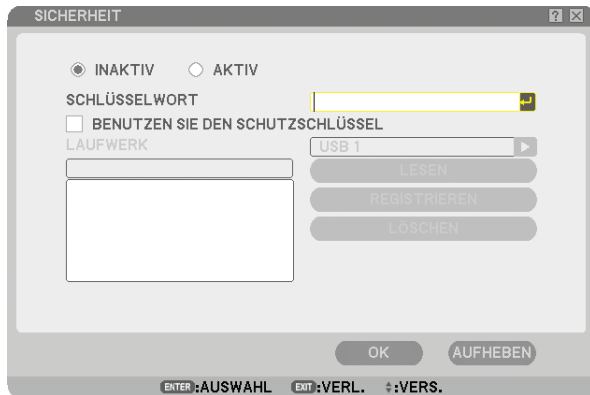 SICHERHEIT
INAKTIV AKTIV
SCHLÜSSELWORT
BENUTZEN SIE DEN SCHUTZSCHLÜSSEL
LAUFWERK USB 1
LESEN
REGISTRIEREN
LÖSCHEN
OK AUFHEBEN
ENTER:AUSWAHL EXIT:VERL. :VERS.